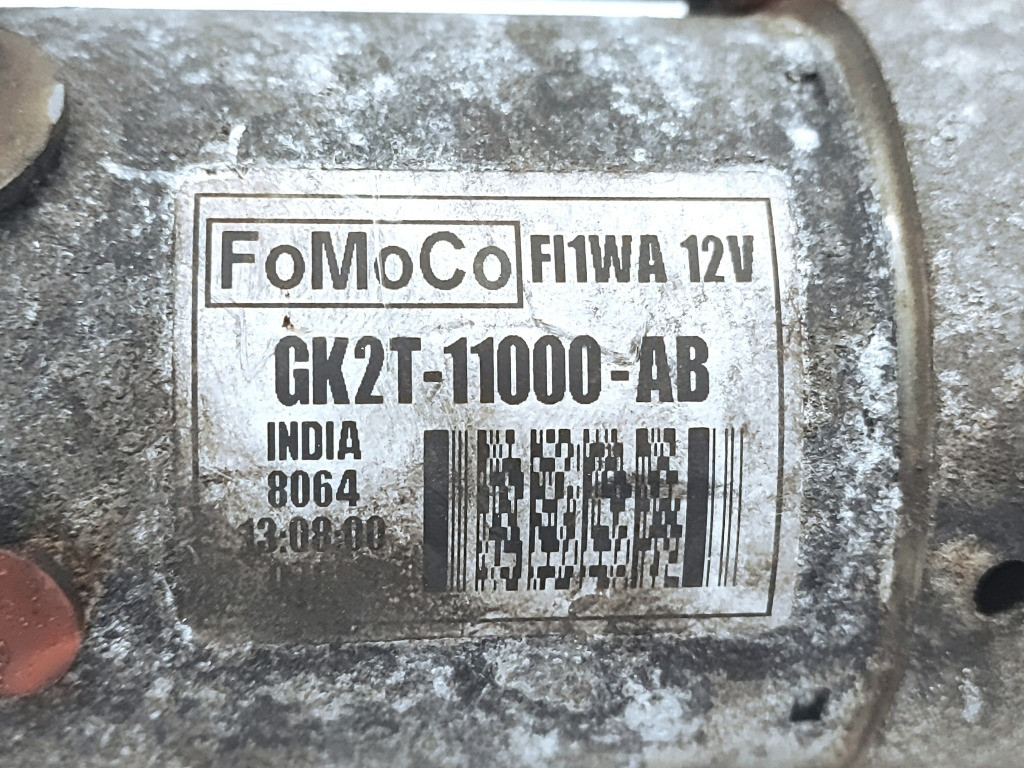 FoMoCo FI1WA 12V
GK2T-11000-AB
INDIA
8064
13:08:00